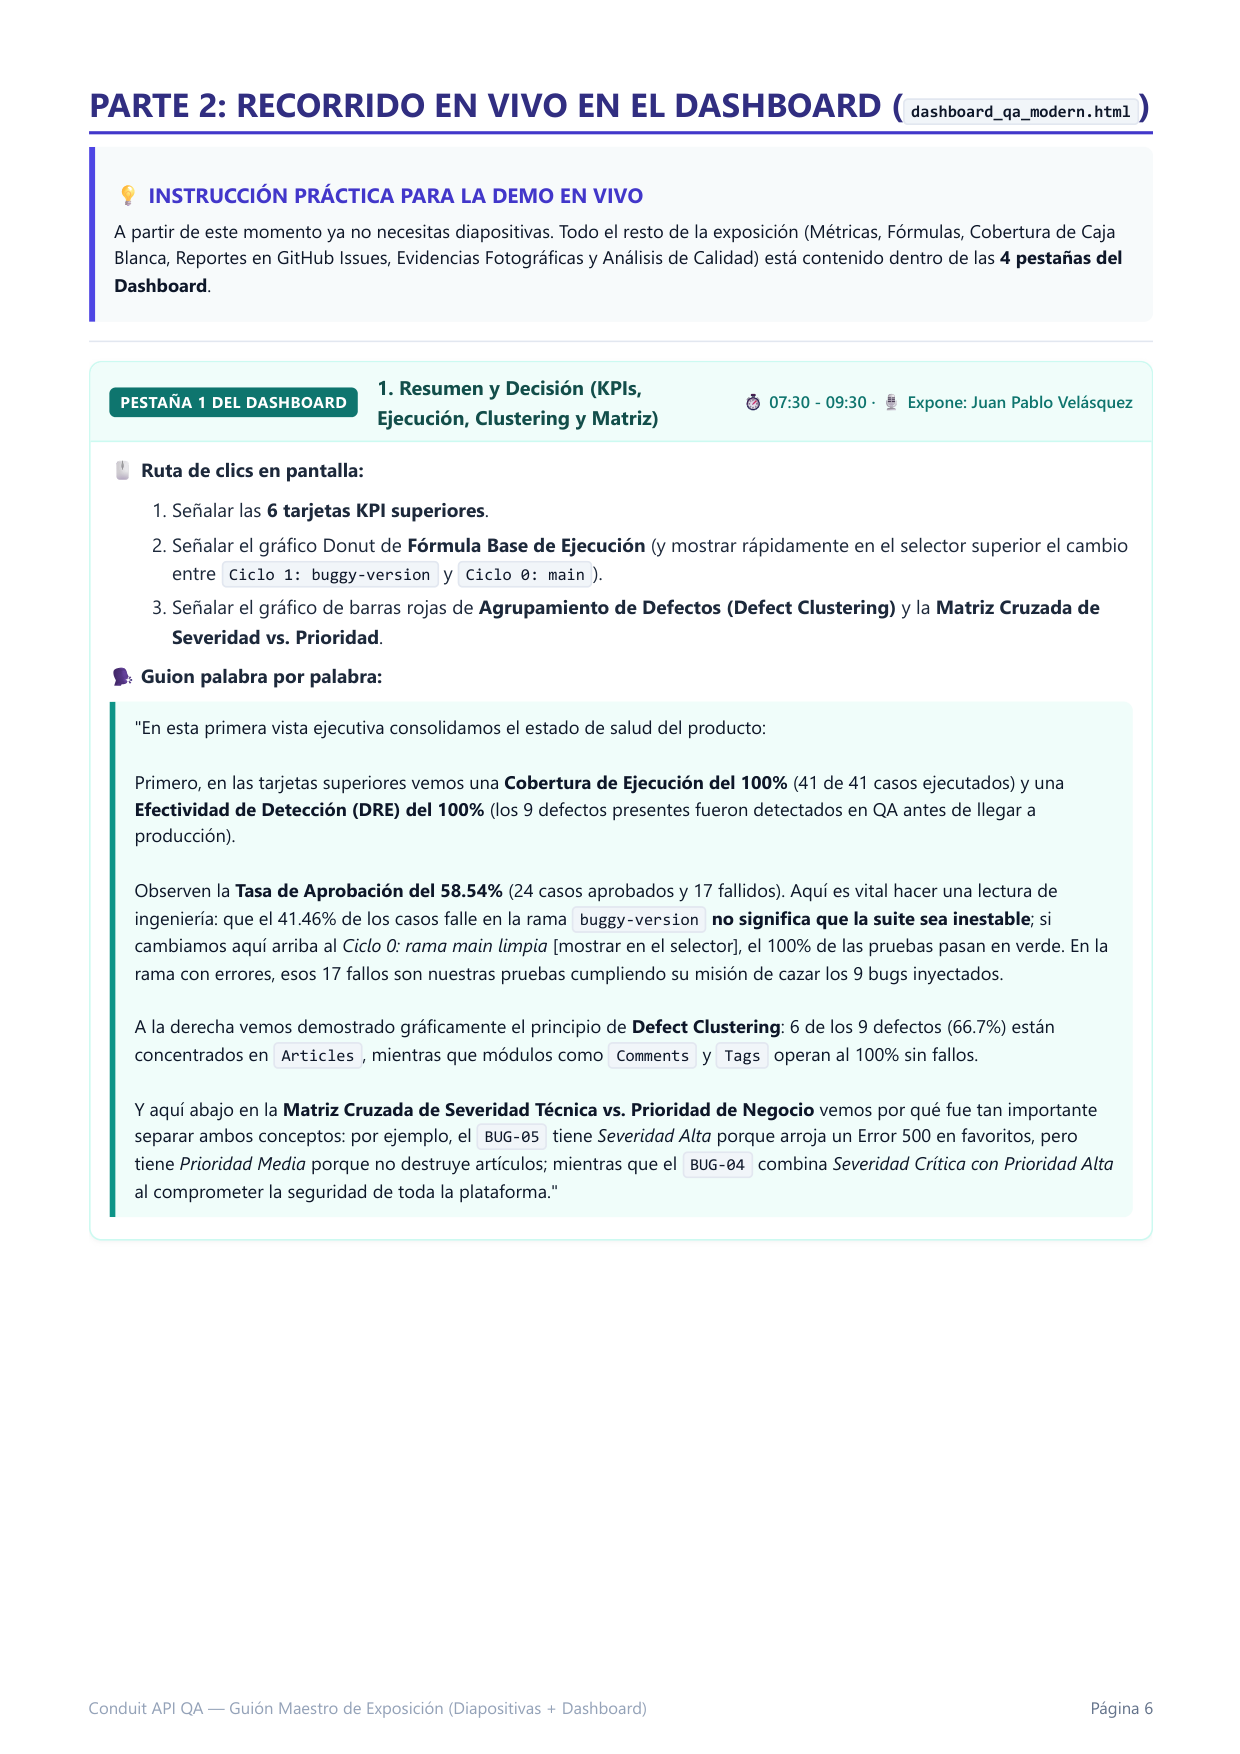 PARTE 2: RECORRIDO EN VIVO EN EL DASHBOARD (dashboard_qa_modern.html)
💡 INSTRUCCIÓN PRÁCTICA PARA LA DEMO EN VIVO
A partir de este momento ya no necesitas diapositivas. Todo el resto de la exposición (Métricas, Fórmulas, Cobertura de Caja
Blanca, Reportes en GitHub Issues, Evidencias Fotográficas y Análisis de Calidad) está contenido dentro de las 4 pestañas del
Dashboard.
PESTAÑA 1 DEL DASHBOARD
1. Resumen y Decisión (KPIs,
Ejecución, Clustering y Matriz)
⏱ 07:30 - 09:30 · 🎙 Expone: Juan Pablo Velásquez
🖱 Ruta de clics en pantalla:
1. Señalar las 6 tarjetas KPI superiores.
2. Señalar el gráfico Donut de Fórmula Base de Ejecución (y mostrar rápidamente en el selector superior el cambio
entre Ciclo 1: buggy-version y Ciclo 0: main).
3. Señalar el gráfico de barras rojas de Agrupamiento de Defectos (Defect Clustering) y la Matriz Cruzada de
Severidad vs. Prioridad.
🗣 Guion palabra por palabra:
"En esta primera vista ejecutiva consolidamos el estado de salud del producto:
Primero, en las tarjetas superiores vemos una Cobertura de Ejecución del 100% (41 de 41 casos ejecutados) y una
Efectividad de Detección (DRE) del 100% (los 9 defectos presentes fueron detectados en QA antes de llegar a
producción).
Observen la Tasa de Aprobación del 58.54% (24 casos aprobados y 17 fallidos). Aquí es vital hacer una lectura de
ingeniería: que el 41.46% de los casos falle en la rama buggy-version no significa que la suite sea inestable; si
cambiamos aquí arriba al Ciclo 0: rama main limpia [mostrar en el selector], el 100% de las pruebas pasan en verde. En la
rama con errores, esos 17 fallos son nuestras pruebas cumpliendo su misión de cazar los 9 bugs inyectados.
A la derecha vemos demostrado gráficamente el principio de Defect Clustering: 6 de los 9 defectos (66.7%) están
concentrados en Articles, mientras que módulos como Comments y Tags operan al 100% sin fallos.
Y aquí abajo en la Matriz Cruzada de Severidad Técnica vs. Prioridad de Negocio vemos por qué fue tan importante
separar ambos conceptos: por ejemplo, el BUG-05 tiene Severidad Alta porque arroja un Error 500 en favoritos, pero
tiene Prioridad Media porque no destruye artículos; mientras que el BUG-04 combina Severidad Crítica con Prioridad Alta
al comprometer la seguridad de toda la plataforma."
Conduit API QA — Guión Maestro de Exposición (Diapositivas + Dashboard)
Página 6